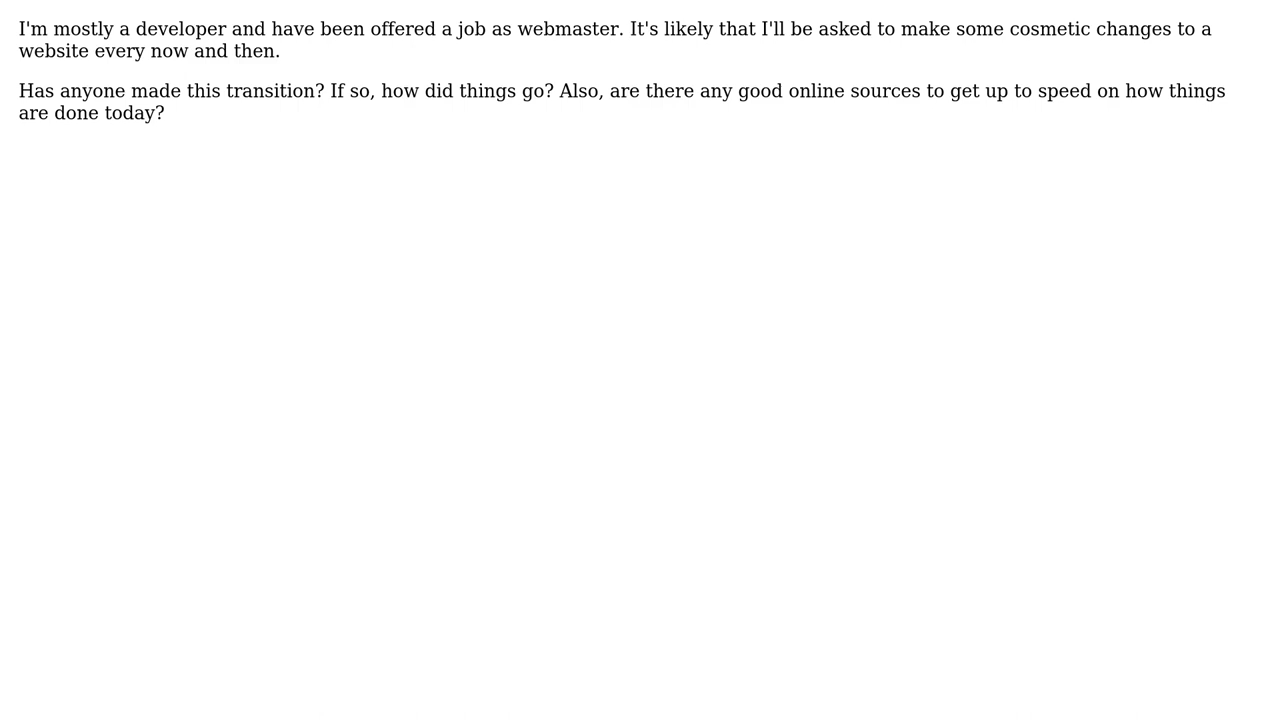 I'm mostly a developer and have been offered a job as webmaster. It's likely that I'll be asked to make some cosmetic changes to a
website every now and then.
Has anyone made this transition? If so, how did things go? Also, are there any good online sources to get up to speed on how things
are done today?